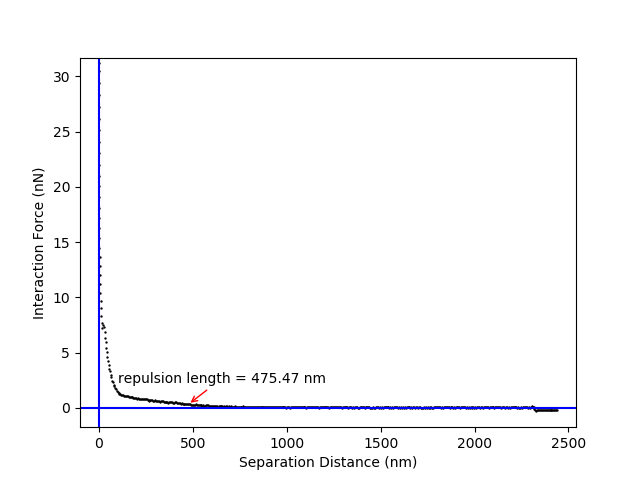 30
25
20
15
10
5
0
Interaction Force (nN)
repulsion length = 475.47 nm
0 500 1000 1500 2000 2500
Separation Distance (nm)